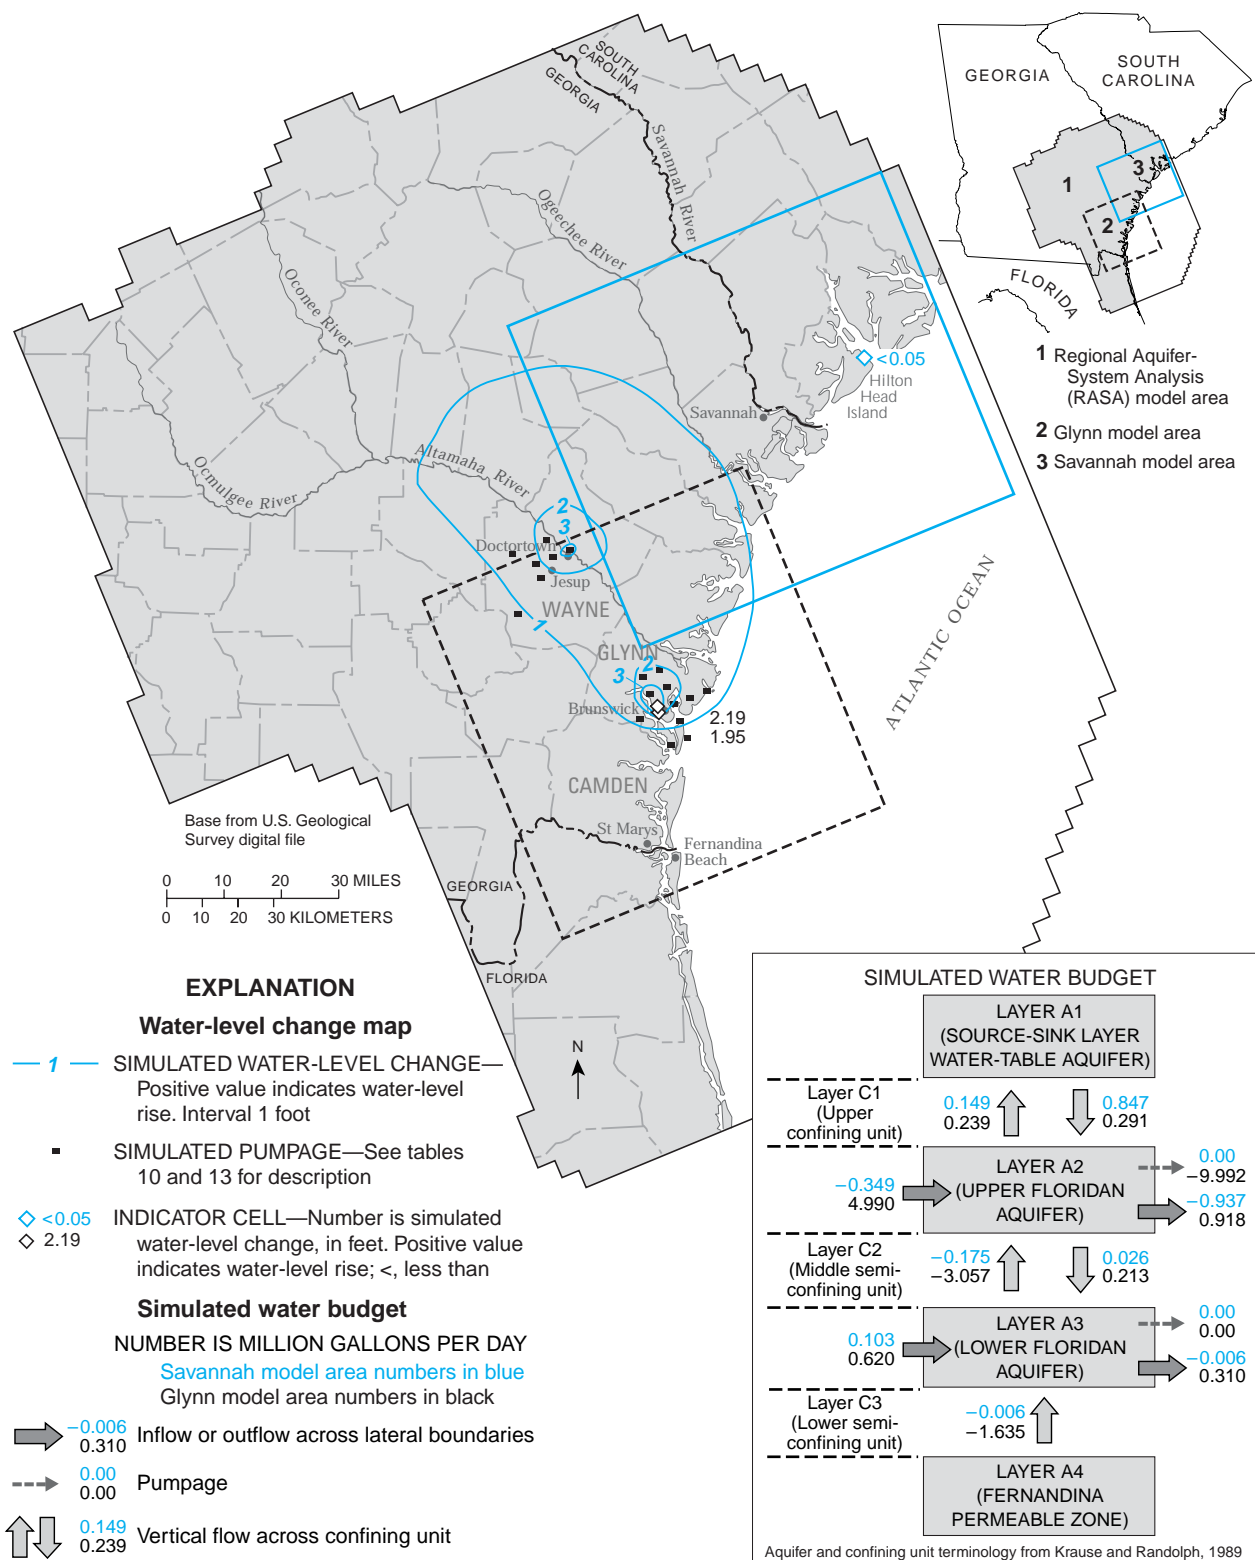 SOUTH
CAROLINA
GEORGIA
Savannah River
Ogeechee River
Oconee River
Ocmulgee River
Altamaha River
<0.05
Hilton
Head
Island
Savannah
2
3
Doctortown
Jesup
WAYNE
1
GLYNN
2
3
Brunswick
2.19
1.95
CAMDEN
St Marys
Fernandina
Beach
GEORGIA
FLORIDA
ATLANTIC OCEAN
Base from U.S. Geological
Survey digital file
0 10 20 30 MILES
0 10 20 30 KILOMETERS
N
GEORGIA
SOUTH
CAROLINA
1
2
3
FLORIDA
1 Regional Aquifer-
System Analysis
(RASA) model area
2 Glynn model area
3 Savannah model area
EXPLANATION
Water-level change map
1 SIMULATED WATER-LEVEL CHANGE—
Positive value indicates water-level
rise. Interval 1 foot
SIMULATED PUMPAGE—See tables
10 and 13 for description
<0.05 INDICATOR CELL—Number is simulated
2.19 water-level change, in feet. Positive value
indicates water-level rise; <, less than
Simulated water budget
NUMBER IS MILLION GALLONS PER DAY
Savannah model area numbers in blue
Glynn model area numbers in black
−0.006
0.310
Inflow or outflow across lateral boundaries
0.00
0.00
Pumpage
0.149
0.239
Vertical flow across confining unit
SIMULATED WATER BUDGET
LAYER A1
(SOURCE-SINK LAYER
WATER-TABLE AQUIFER)
Layer C1
(Upper
confining unit)
0.149
0.239
0.847
0.291
LAYER A2
(UPPER FLORIDAN
AQUIFER)
−0.349
4.990
0.00
−9.992
−0.937
0.918
Layer C2
(Middle semi-
confining unit)
−0.175
−3.057
0.026
0.213
LAYER A3
(LOWER FLORIDAN
AQUIFER)
0.103
0.620
0.00
0.00
−0.006
0.310
Layer C3
(Lower semi-
confining unit)
−0.006
−1.635
LAYER A4
(FERNANDINA
PERMEABLE ZONE)
Aquifer and confining unit terminology from Krause and Randolph, 1989